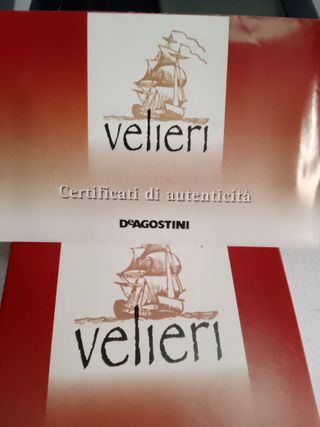 velieri
Certificati di autenticità
DeAGOSTINI
velieri